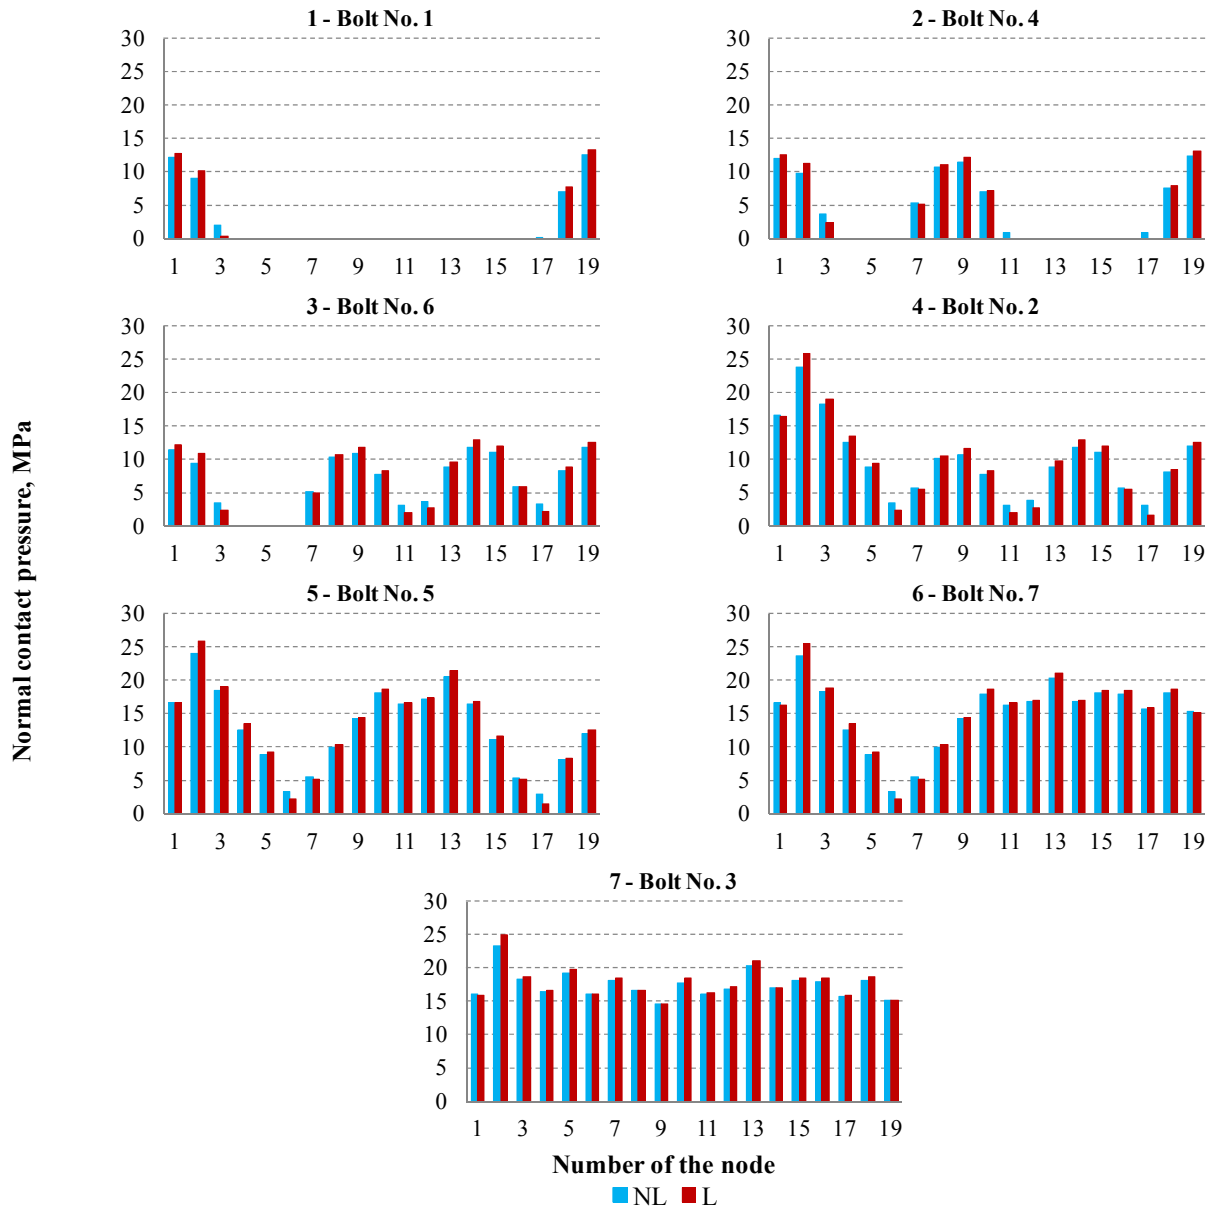 1 - Bolt No. 1
30
25
20
15
10
5
0
1 3 5 7 9 11 13 15 17 19
2 - Bolt No. 4
30
25
20
15
10
5
0
1 3 5 7 9 11 13 15 17 19
3 - Bolt No. 6
30
25
20
15
10
5
0
1 3 5 7 9 11 13 15 17 19
4 - Bolt No. 2
30
25
20
15
10
5
0
1 3 5 7 9 11 13 15 17 19
Normal contact pressure, MPa
5 - Bolt No. 5
30
25
20
15
10
5
0
1 3 5 7 9 11 13 15 17 19
6 - Bolt No. 7
30
25
20
15
10
5
0
1 3 5 7 9 11 13 15 17 19
7 - Bolt No. 3
30
25
20
15
10
5
0
1 3 5 7 9 11 13 15 17 19
Number of the node
NL L